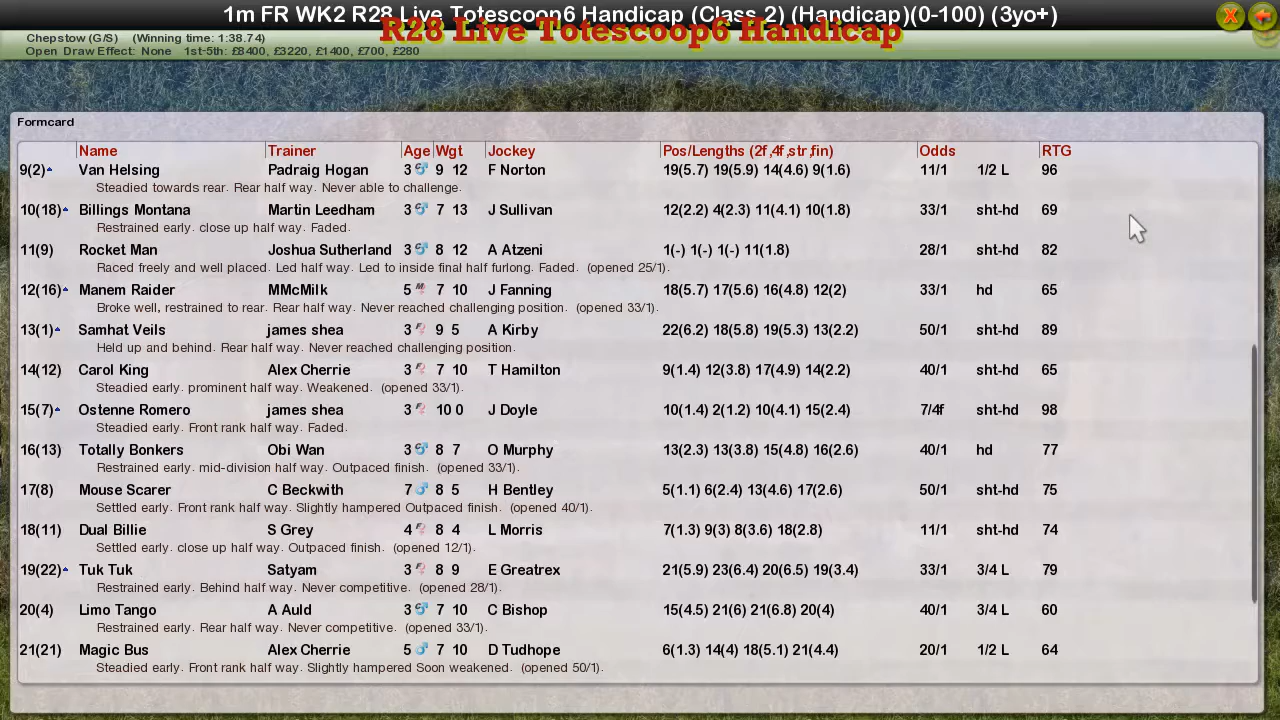 1m FR WK2 R28 Live Totescoop6 Handicap (Class 2) (Handicap)(0-100) (3yo+)
R28 Live Totescoop6 Handicap
Chepstow (G/S) (Winning time: 1:38.74)
Open Draw Effect: None 1st-5th: £8400, £3220, £1400, £700, £280
X
Formcard
Name Trainer Age Wgt Jockey Pos/Lengths (2f,4f,str,fin) Odds RTG
9(2) Van Helsing Padraig Hogan 3 9 12 F Norton 19(5.7) 19(5.9) 14(4.6) 9(1.6) 11/1 1/2 L 96
Steadied towards rear. Rear half way. Never able to challenge.
10(18) Billings Montana Martin Leedham 3 7 13 J Sullivan 12(2.2) 4(2.3) 11(4.1) 10(1.8) 33/1 sht-hd 69
Restrained early. close up half way. Faded.
11(9) Rocket Man Joshua Sutherland 3 8 12 A Atzeni 1(-) 1(-) 1(-) 11(1.8) 28/1 sht-hd 82
Raced freely and well placed. Led half way. Led to inside final half furlong. Faded. (opened 25/1).
12(16) Manem Raider MMcMilk 5 7 10 J Fanning 18(5.7) 17(5.6) 16(4.8) 12(2) 33/1 hd 65
Broke well, restrained to rear. Rear half way. Never reached challenging position. (opened 33/1).
13(1) Samhat Veils james shea 3 9 5 A Kirby 22(6.2) 18(5.8) 19(5.3) 13(2.2) 50/1 sht-hd 89
Held up and behind. Rear half way. Never reached challenging position.
14(12) Carol King Alex Cherrie 3 7 10 T Hamilton 9(1.4) 12(3.8) 17(4.9) 14(2.2) 40/1 sht-hd 65
Steadied early. prominent half way. Weakened. (opened 33/1).
15(7) Ostenne Romero james shea 3 10 0 J Doyle 10(1.4) 2(1.2) 10(4.1) 15(2.4) 7/4f sht-hd 98
Steadied early. Front rank half way. Faded.
16(13) Totally Bonkers Obi Wan 3 8 7 O Murphy 13(2.3) 13(3.8) 15(4.8) 16(2.6) 40/1 hd 77
Restrained early. mid-division half way. Outpaced finish. (opened 33/1).
17(8) Mouse Scarer C Beckwith 7 8 5 H Bentley 5(1.1) 6(2.4) 13(4.6) 17(2.6) 50/1 sht-hd 75
Settled early. Front rank half way. Slightly hampered Outpaced finish. (opened 40/1).
18(11) Dual Billie S Grey 4 8 4 L Morris 7(1.3) 9(3) 8(3.6) 18(2.8) 11/1 sht-hd 74
Settled early. close up half way. Outpaced finish. (opened 12/1).
19(22) Tuk Tuk Satyam 3 8 9 E Greatrex 21(5.9) 23(6.4) 20(6.5) 19(3.4) 33/1 3/4 L 79
Restrained early. Behind half way. Never competitive. (opened 28/1).
20(4) Limo Tango A Auld 3 7 10 C Bishop 15(4.5) 21(6) 21(6.8) 20(4) 40/1 3/4 L 60
Restrained early. Rear half way. Never competitive. (opened 33/1).
21(21) Magic Bus Alex Cherrie 5 7 10 D Tudhope 6(1.3) 14(4) 18(5.1) 21(4.4) 20/1 1/2 L 64
Steadied early. Front rank half way. Slightly hampered Soon weakened. (opened 50/1).